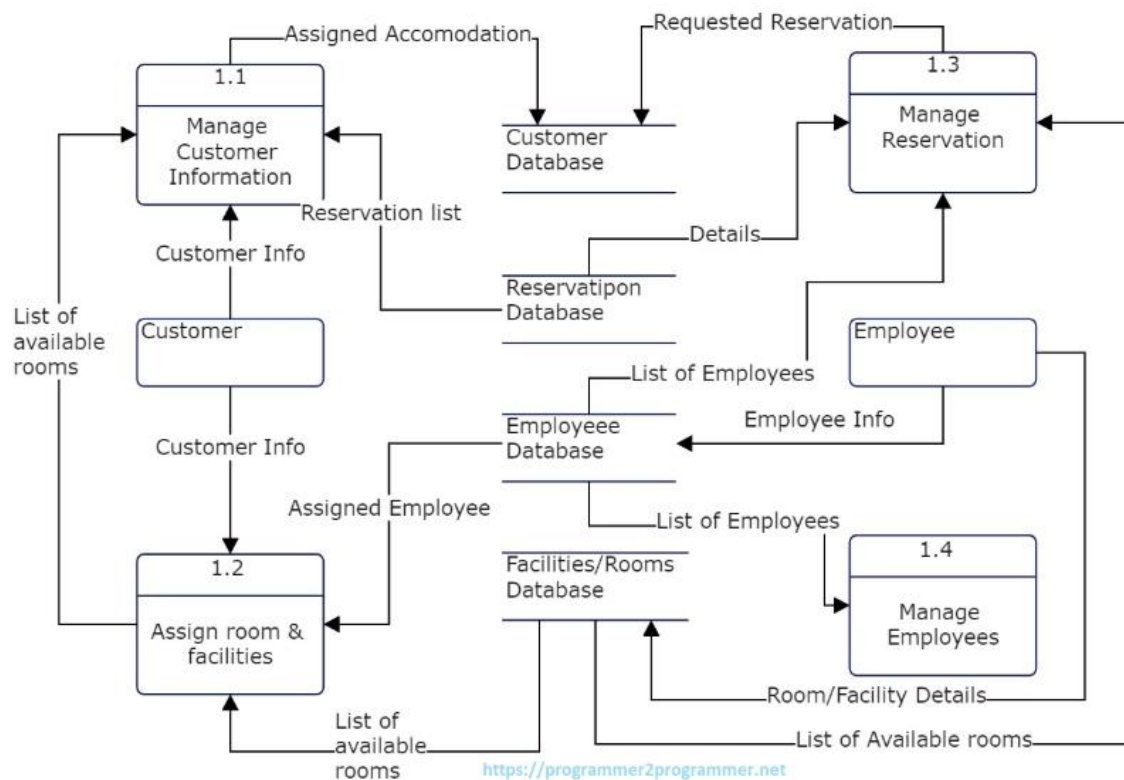 Assigned Accomodation
Requested Reservation
1.1
Manage
Customer
Information
1.3
Manage
Reservation
Customer
Database
Reservation list
Details
Customer Info
Reservatipon
Database
List of
available
rooms
Customer
Employee
List of Employees
Employee Info
Customer Info
Employeee
Database
Assigned Employee
List of Employees
1.2
Assign room &
facilities
Facilities/Rooms
Database
1.4
Manage
Employees
Room/Facility Details
List of
available
rooms
List of Available rooms
https://programmer2programmer.net